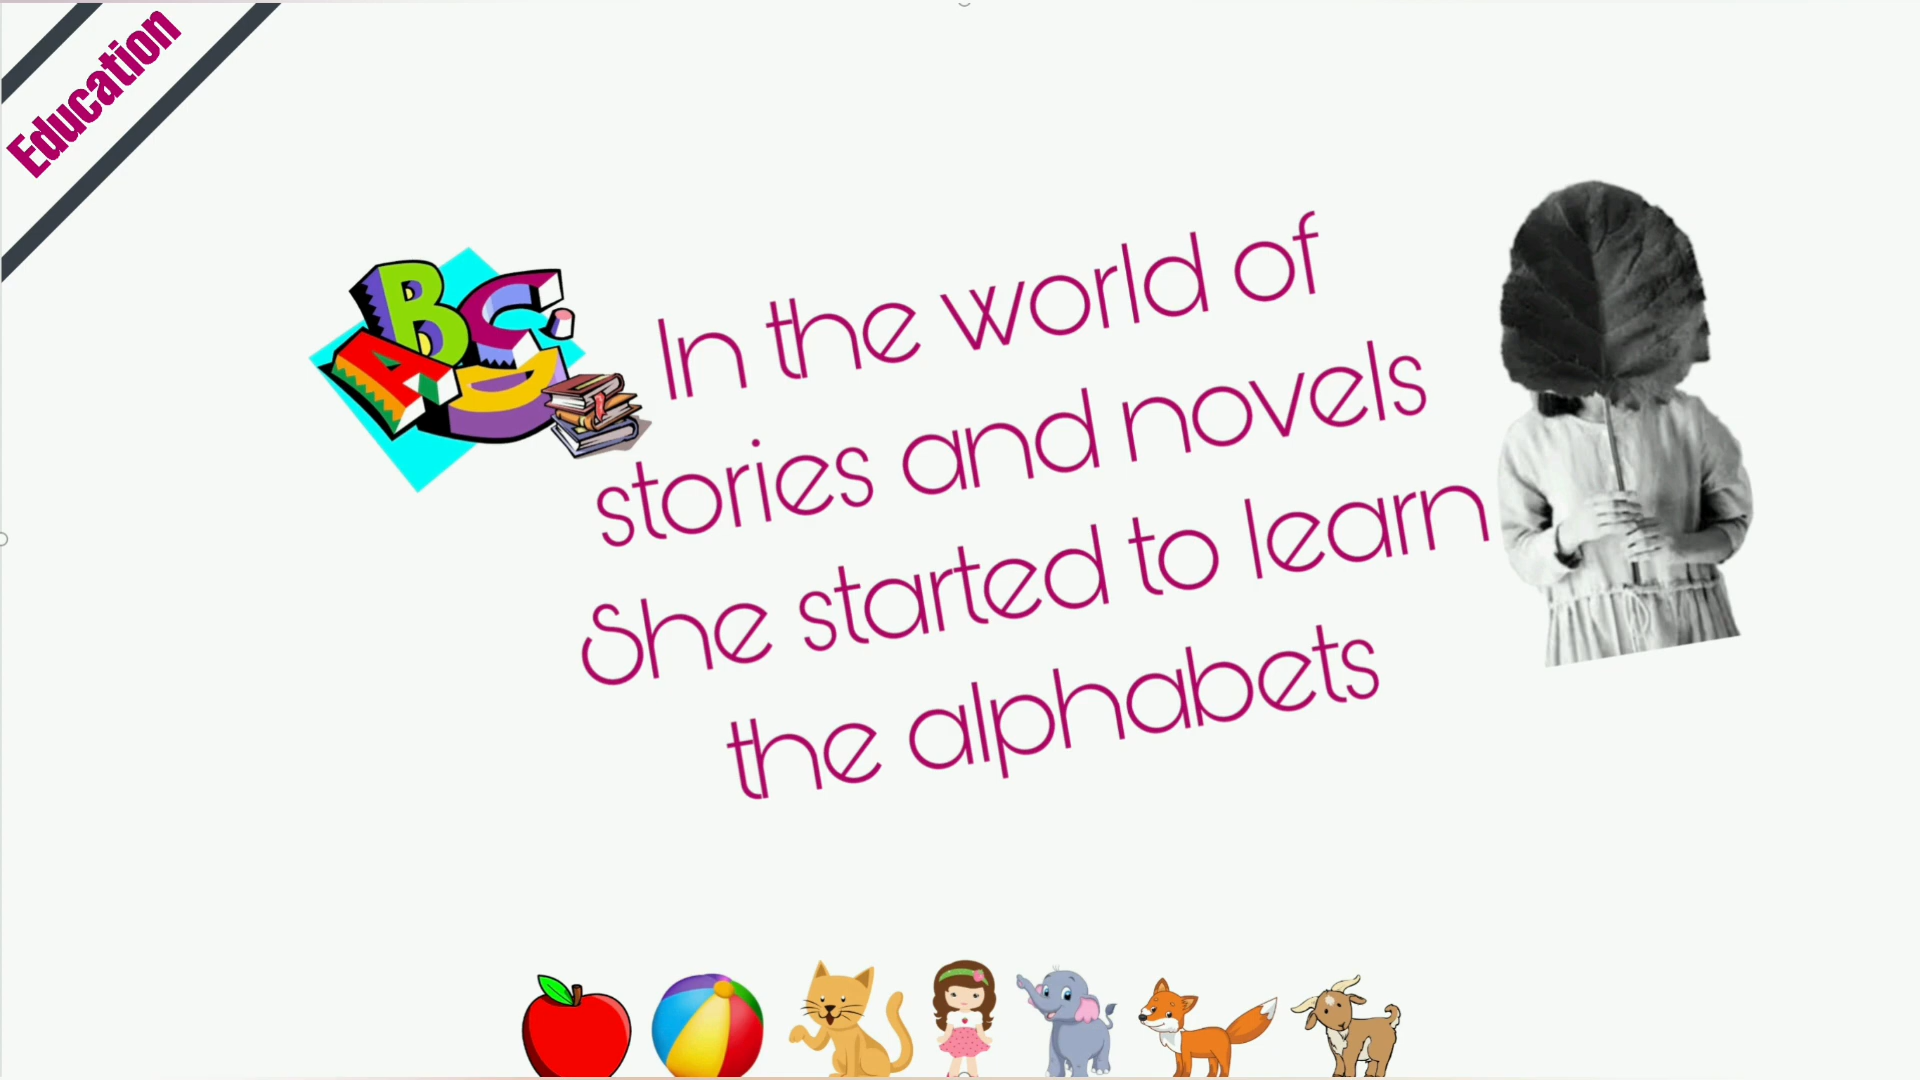 Education
ABC
D
In the world of
stories and novels
She started to learn
the alphabets